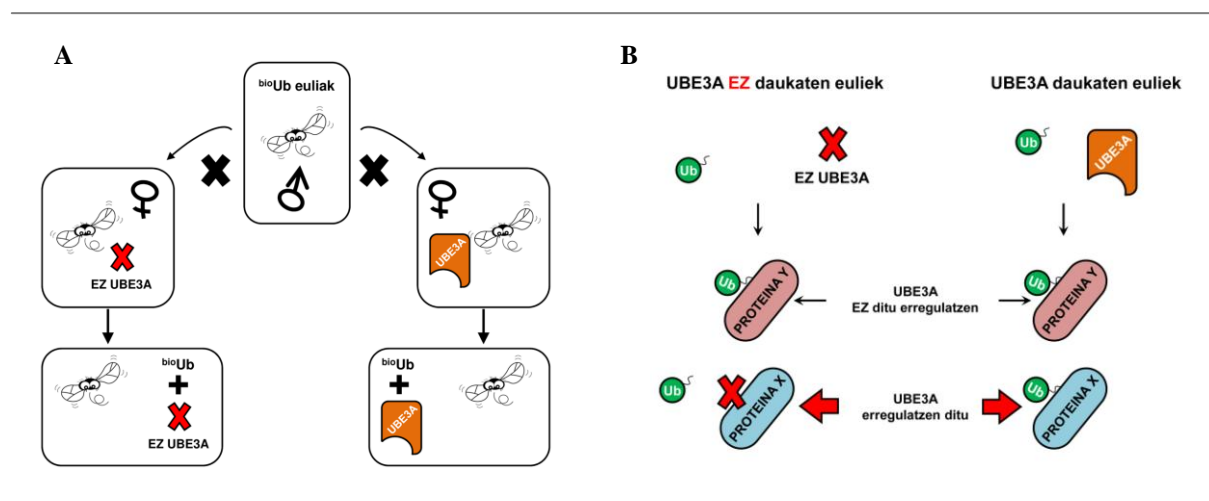 A
bioUb euliak
EZ UBE3A
UBE3A
bioUb
+
EZ UBE3A
bioUb
+
UBE3A
B
UBE3A EZ daukaten euliek
UBE3A daukaten euliek
Ub
EZ UBE3A
Ub
UBE3A
Ub
PROTEINA Y
UBE3A
EZ ditu erregulatzen
Ub
PROTEINA Y
Ub
PROTEINA X
UBE3A
erregulatzen ditu
Ub
PROTEINA X